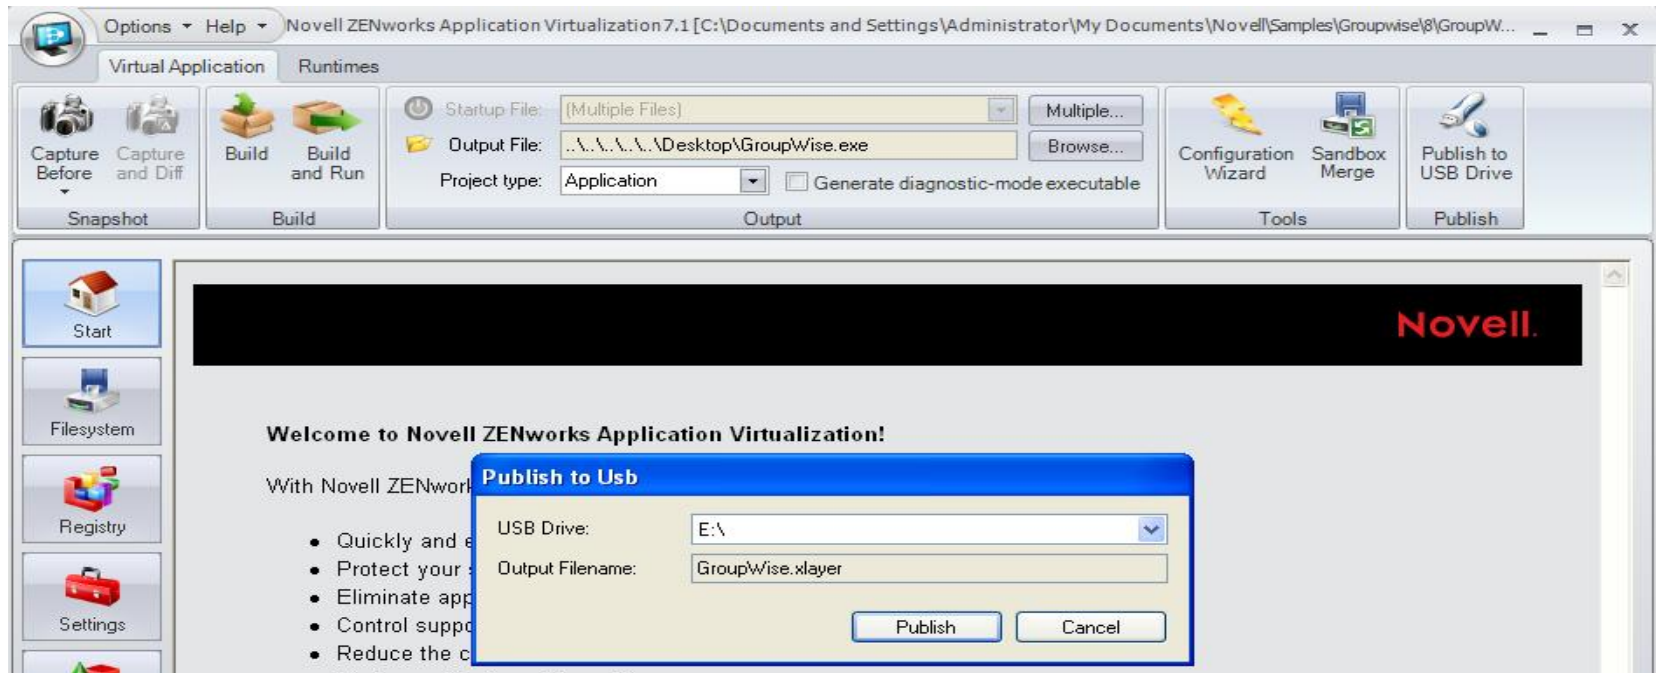 Options Help Novell ZENworks Application Virtualization 7.1 [C:\Documents and Settings\Administrator\My Documents\Novell\Samples\Groupwise\8\GroupW...
Virtual Application Runtimes
Startup File: (Multiple Files) Multiple...
Output File: ..\..\..\..\..\Desktop\GroupWise.exe Browse...
Project type: Application Generate diagnostic-mode executable
Capture Before
Capture and Diff
Build
Build and Run
Configuration Wizard
Sandbox Merge
Publish to USB Drive
Snapshot Build Output Tools Publish
Start
Filesystem
Registry
Settings
Novell.
Welcome to Novell ZENworks Application Virtualization!
With Novell ZENwork
• Quickly and e
• Protect your
• Eliminate app
• Control suppo
• Reduce the c
Publish to Usb
USB Drive: E:\
Output Filename: GroupWise.xlayer
Publish Cancel